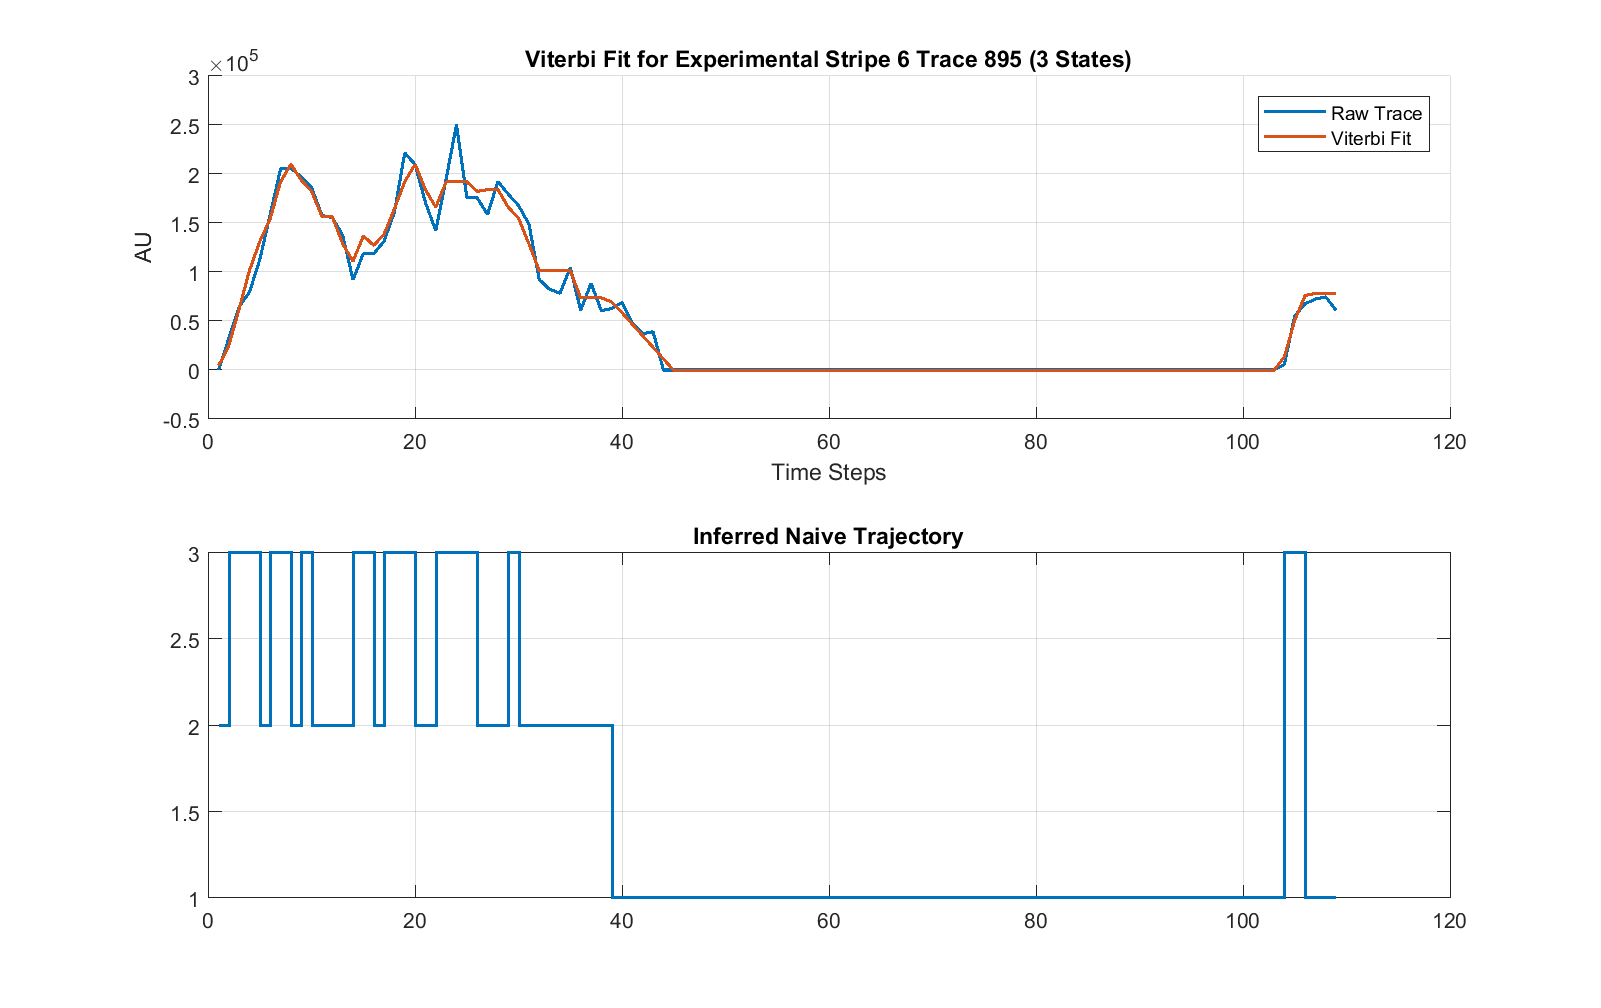 Viterbi Fit for Experimental Stripe 6 Trace 895 (3 States)
×10⁵
3
2.5
2
1.5
1
0.5
0
-0.5
AU
Raw Trace
Viterbi Fit
0 20 40 60 80 100 120
Time Steps
Inferred Naive Trajectory
3
2.5
2
1.5
1
0 20 40 60 80 100 120